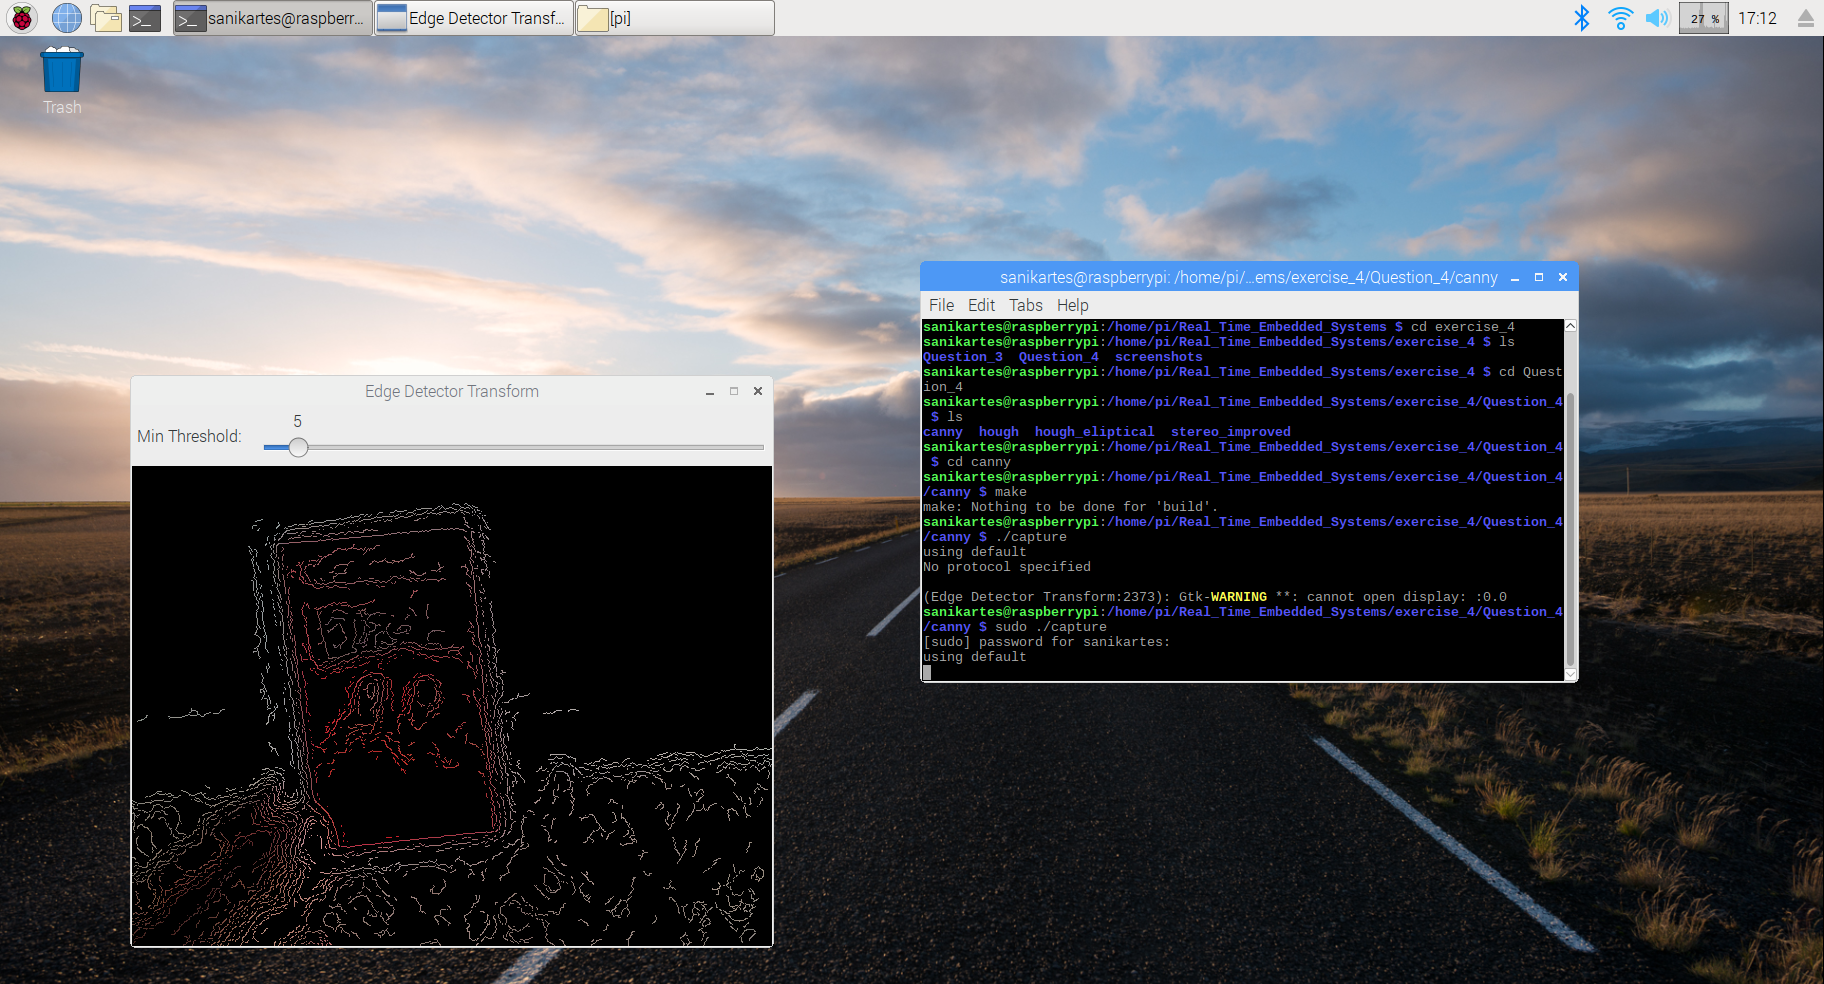 sanikartes@raspberr...
Edge Detector Transf...
[pi]
27 %
17:12
Trash
sanikartes@raspberrypi: /home/pi/...ems/exercise_4/Question_4/canny
File Edit Tabs Help
sanikartes@raspberrypi:/home/pi/Real_Time_Embedded_Systems $ cd exercise_4
sanikartes@raspberrypi:/home/pi/Real_Time_Embedded_Systems/exercise_4 $ ls
Question_3  Question_4  screenshots
sanikartes@raspberrypi:/home/pi/Real_Time_Embedded_Systems/exercise_4 $ cd Quest
ion_4
sanikartes@raspberrypi:/home/pi/Real_Time_Embedded_Systems/exercise_4/Question_4
$ ls
canny  hough  hough_eliptical  stereo_improved
sanikartes@raspberrypi:/home/pi/Real_Time_Embedded_Systems/exercise_4/Question_4
$ cd canny
sanikartes@raspberrypi:/home/pi/Real_Time_Embedded_Systems/exercise_4/Question_4
/canny $ make
make: Nothing to be done for 'build'.
sanikartes@raspberrypi:/home/pi/Real_Time_Embedded_Systems/exercise_4/Question_4
/canny $ ./capture
using default
No protocol specified
(Edge Detector Transform:2373): Gtk-WARNING **: cannot open display: :0.0
sanikartes@raspberrypi:/home/pi/Real_Time_Embedded_Systems/exercise_4/Question_4
/canny $ sudo ./capture
[sudo] password for sanikartes:
using default
Edge Detector Transform
5
Min Threshold: